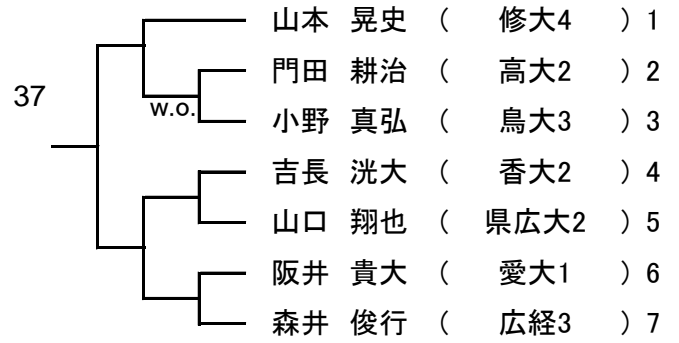 山本 晃史 ( 修大4 ) 1
門田 耕治 ( 高大2 ) 2
37
w.o.
小野 真弘 ( 鳥大3 ) 3
吉長 洸大 ( 香大2 ) 4
山口 翔也 ( 県広大2 ) 5
阪井 貴大 ( 愛大1 ) 6
森井 俊行 ( 広経3 ) 7